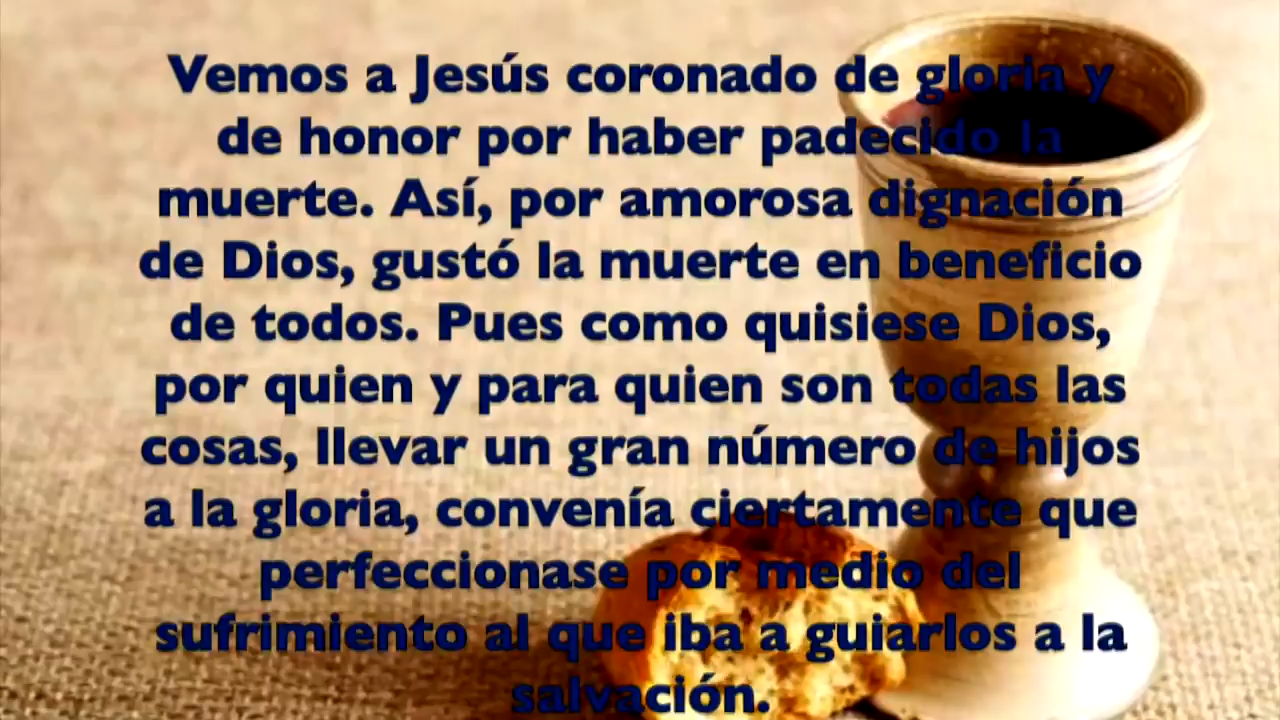 Vemos a Jesús coronado de gloria y
de honor por haber padecido la
muerte. Así, por amorosa dignación
de Dios, gustó la muerte en beneficio
de todos. Pues como quisiese Dios,
por quien y para quien son todas las
cosas, llevar un gran número de hijos
a la gloria, convenía ciertamente que
perfeccionase por medio del
sufrimiento al que iba a guiarlos a la
salvación.